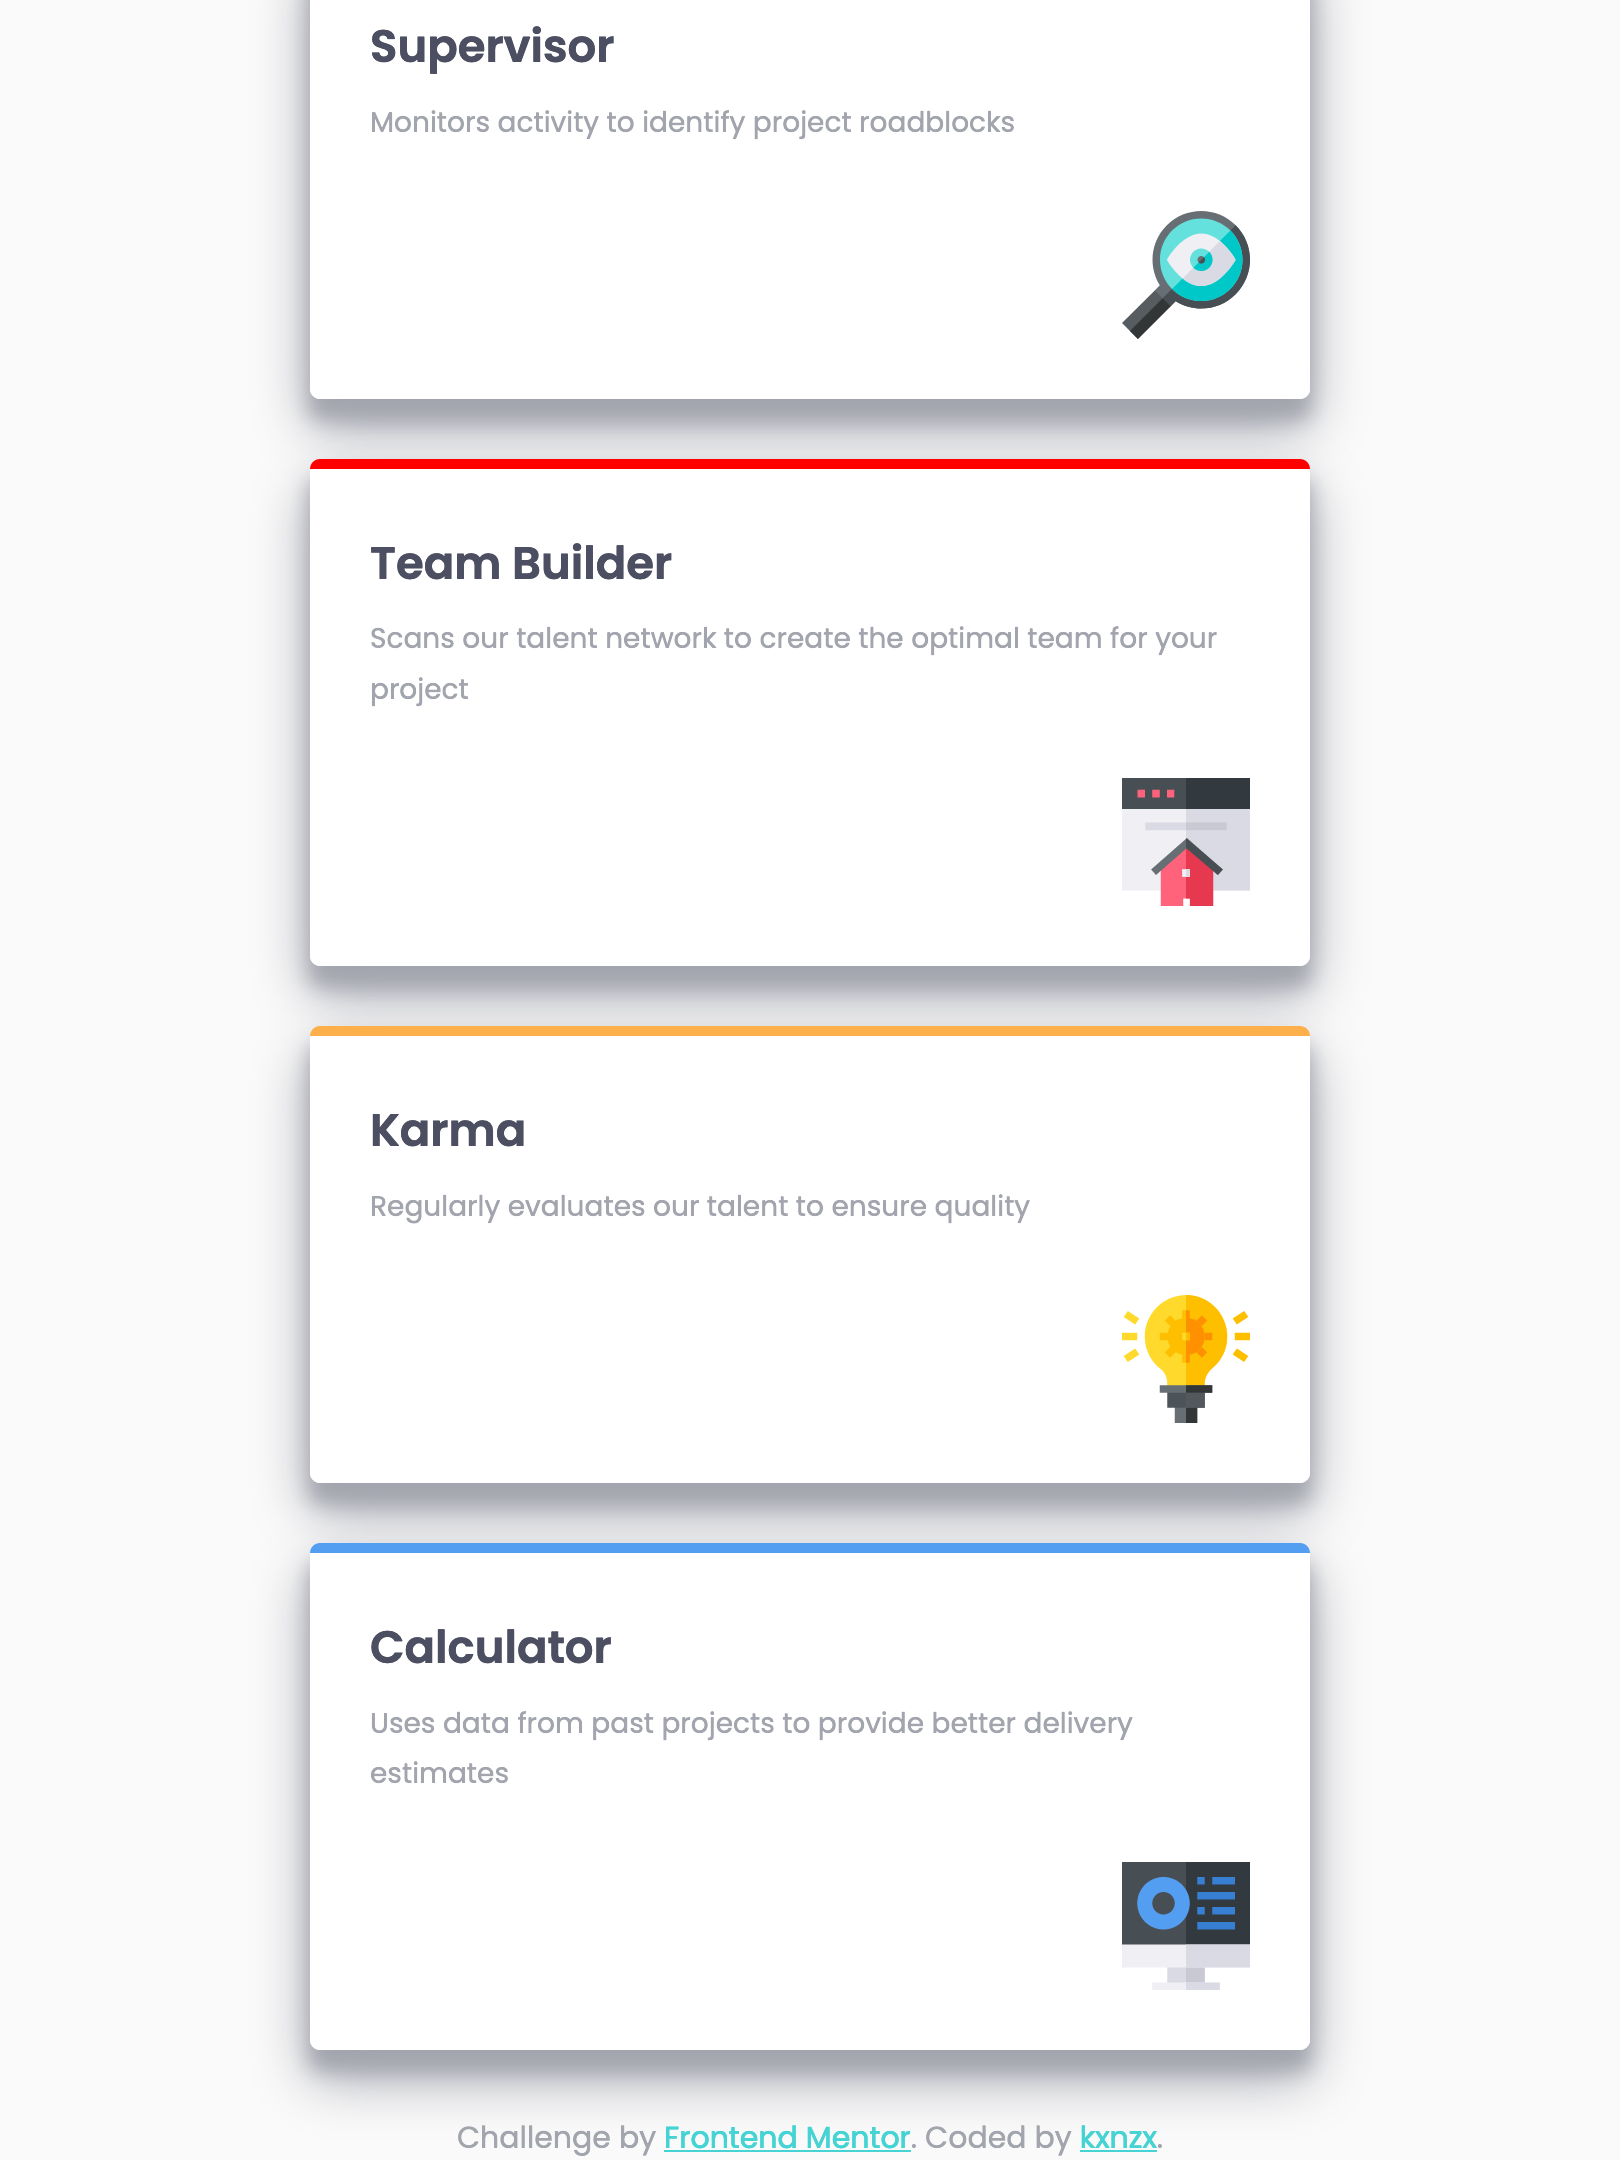 Supervisor
Monitors activity to identify project roadblocks
Team Builder
Scans our talent network to create the optimal team for your
project
Karma
Regularly evaluates our talent to ensure quality
Calculator
Uses data from past projects to provide better delivery
estimates
Challenge by Frontend Mentor. Coded by kxnzx.